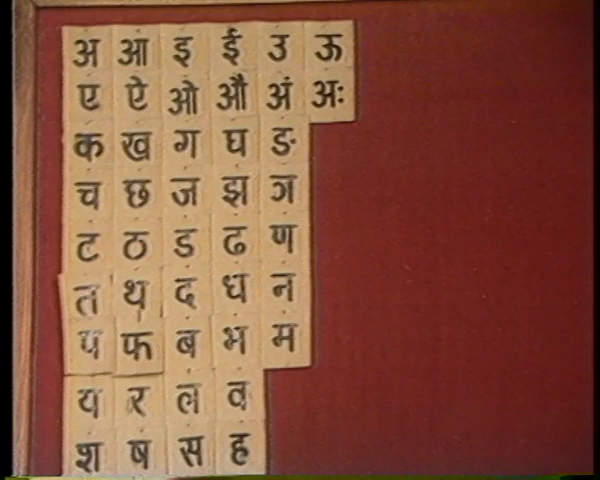 अ आ इ ई उ ऊ
ए ऐ ओ औ अं अः
क ख ग घ ङ
च छ ज झ ञ
ट ठ ड ढ ण
त थ द ध न
प फ ब भ म
य र ल व
श ष स ह